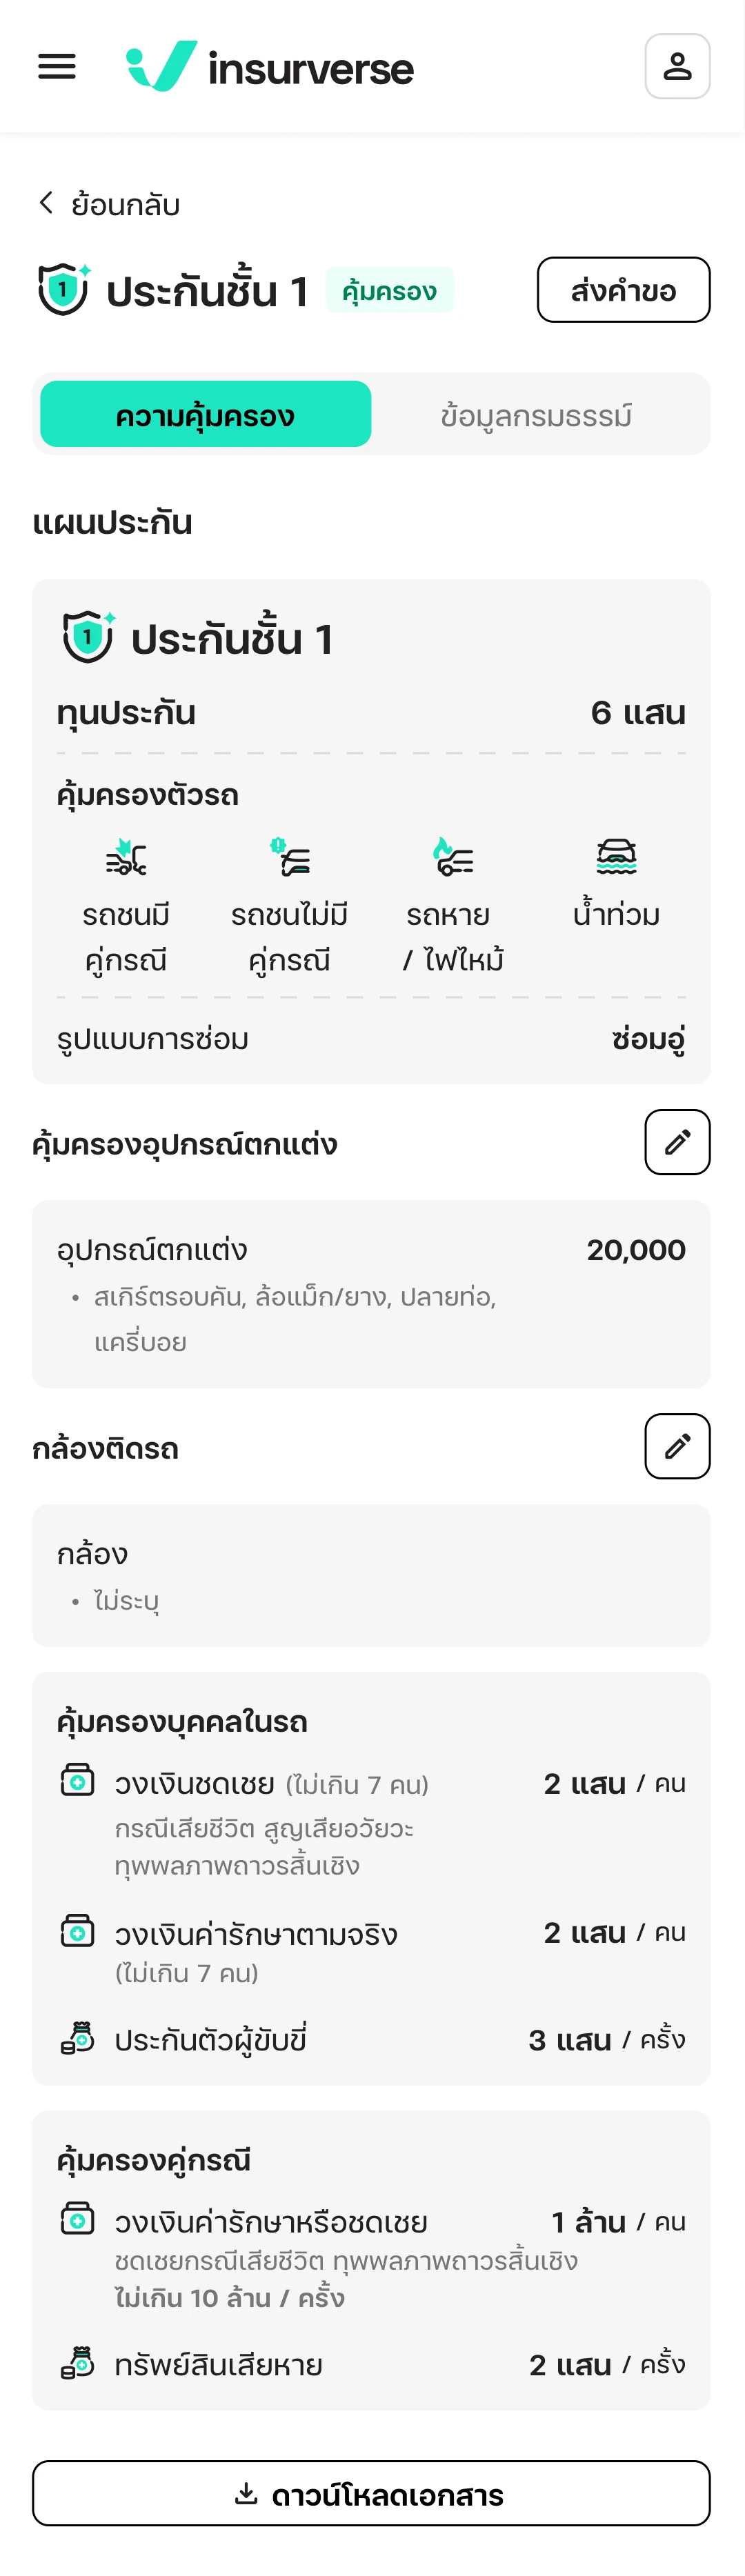 insurverse
ย้อนกลับ
1 ประกันชั้น 1 คุ้มครอง ส่งคำขอ
ความคุ้มครอง ข้อมูลกรมธรรม์
แผนประกัน
1 ประกันชั้น 1
ทุนประกัน 6 แสน
คุ้มครองตัวรถ
รถชนมี รถชนไม่มี รถหาย น้ำท่วม
คู่กรณี คู่กรณี / ไฟไหม้
รูปแบบการซ่อม ซ่อมอู่
คุ้มครองอุปกรณ์ตกแต่ง
อุปกรณ์ตกแต่ง 20,000
• สเกิร์ตรอบคัน, ล้อแม็ก/ยาง, ปลายท่อ,
แครี่บอย
กล้องติดรถ
กล้อง
• ไม่ระบุ
คุ้มครองบุคคลในรถ
วงเงินชดเชย (ไม่เกิน 7 คน) 2 แสน / คน
กรณีเสียชีวิต สูญเสียอวัยวะ
ทุพพลภาพถาวรสิ้นเชิง
วงเงินค่ารักษาตามจริง 2 แสน / คน
(ไม่เกิน 7 คน)
ประกันตัวผู้ขับขี่ 3 แสน / ครั้ง
คุ้มครองคู่กรณี
วงเงินค่ารักษาหรือชดเชย 1 ล้าน / คน
ชดเชยกรณีเสียชีวิต ทุพพลภาพถาวรสิ้นเชิง
ไม่เกิน 10 ล้าน / ครั้ง
ทรัพย์สินเสียหาย 2 แสน / ครั้ง
ดาวน์โหลดเอกสาร